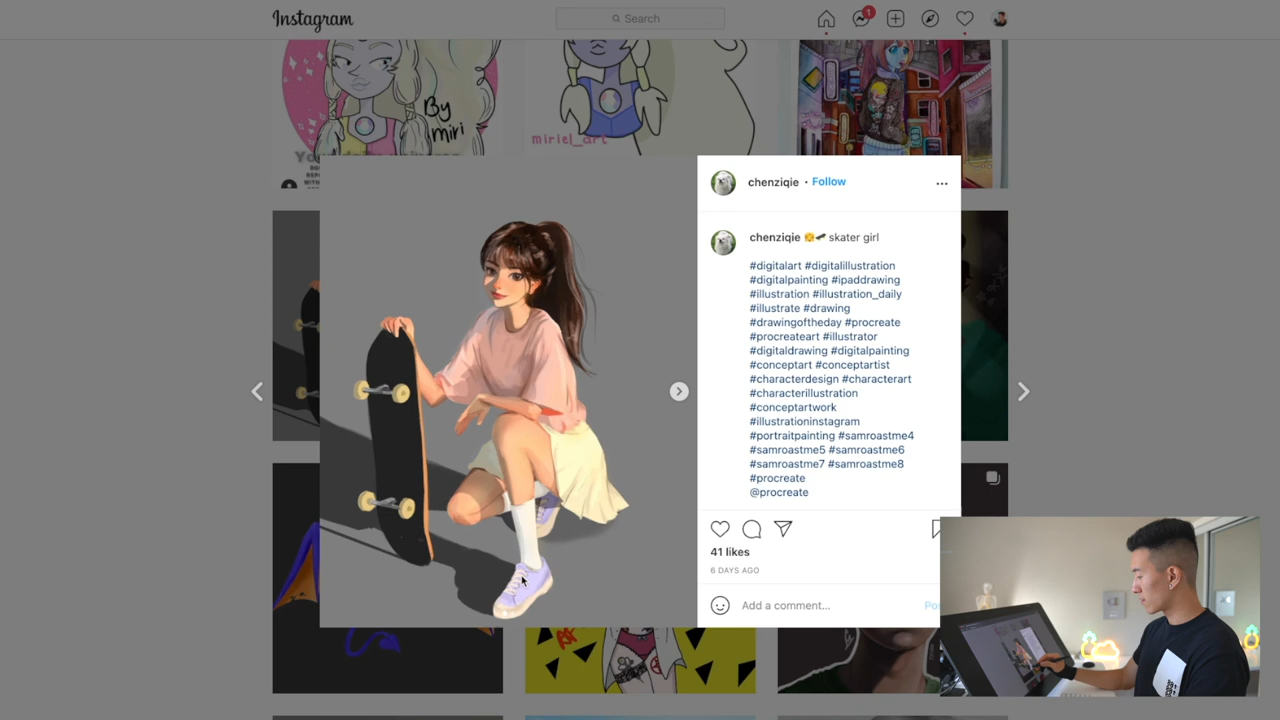 Instagram
Search
1
By
miri
miriel_art
chenziqie • Follow
chenziqie 🌼🛹 skater girl
#digitalart #digitalillustration
#digitalpainting #ipaddrawing
#illustration #illustration_daily
#illustrate #drawing
#drawingoftheday #procreate
#procreateart #illustrator
#digitaldrawing #digitalpainting
#conceptart #conceptartist
#characterdesign #characterart
#characterillustration
#conceptartwork
#illustrationinstagram
#portraitpainting #samroastme4
#samroastme5 #samroastme6
#samroastme7 #samroastme8
#procreate
@procreate
41 likes
6 DAYS AGO
Add a comment...